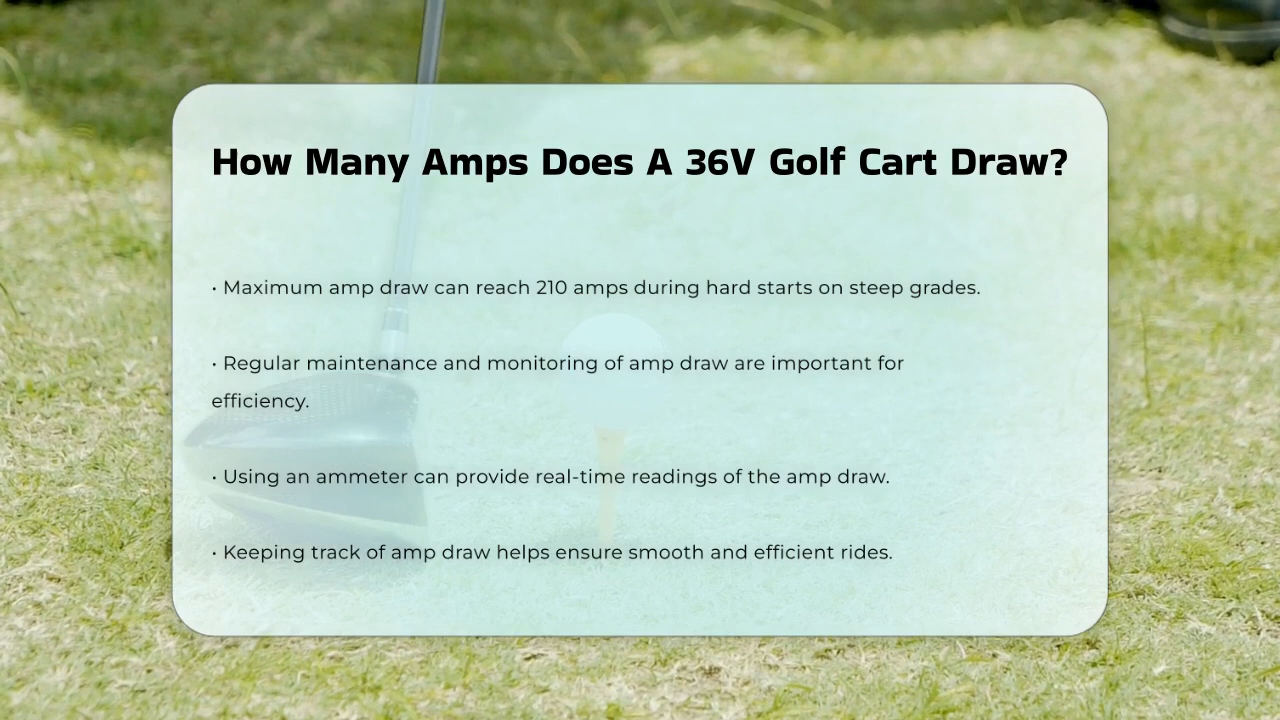 How Many Amps Does A 36V Golf Cart Draw?
• Maximum amp draw can reach 210 amps during hard starts on steep grades.
• Regular maintenance and monitoring of amp draw are important for
efficiency.
• Using an ammeter can provide real-time readings of the amp draw.
• Keeping track of amp draw helps ensure smooth and efficient rides.